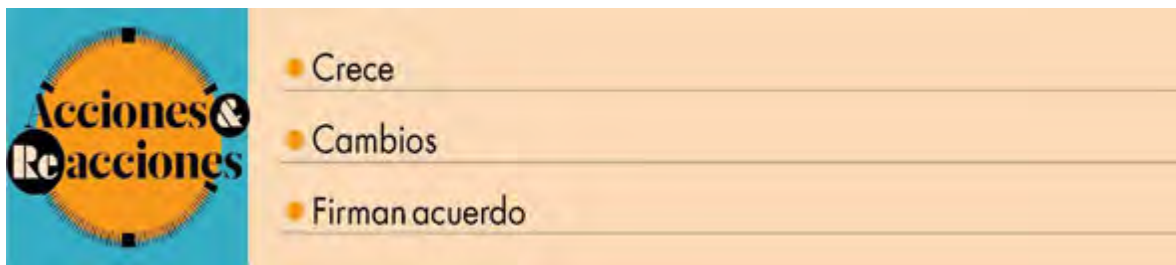 Acciones&
Reacciones
Crece
Cambios
Firman acuerdo